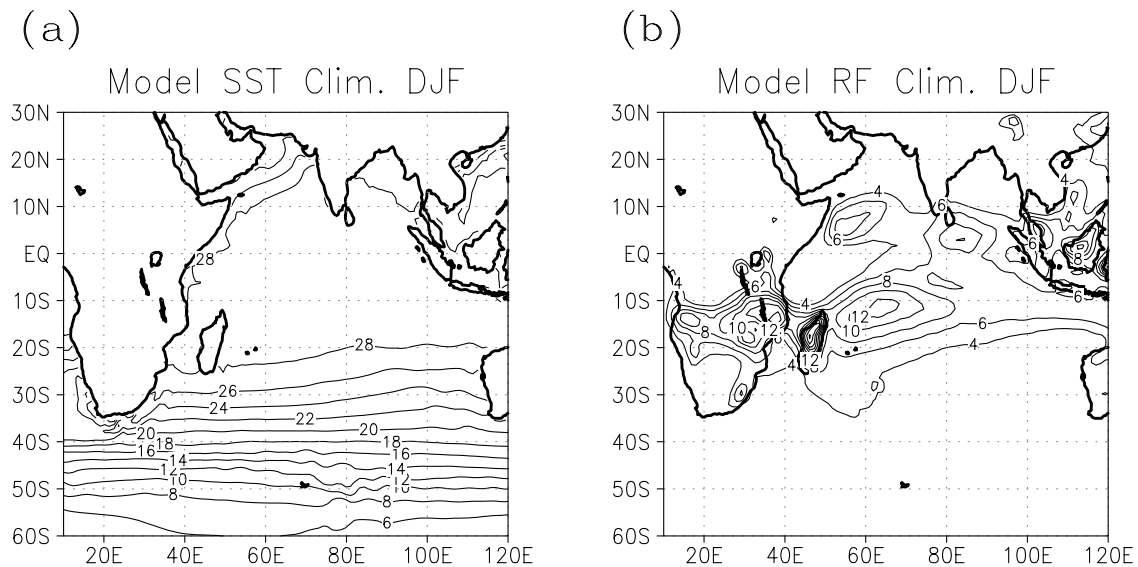 (a) (b)
Model SST Clim. DJF Model RF Clim. DJF
30N 30N
20N 20N
4 4
10N 6 10N
6 6
EQ 28 8 EQ
8
4 6 4 6
10S 10S
12 10
8 10 12 6
20S 28 12 4 20S
4
26
30S 24 30S
22
20 20
40S 18 18 40S
16 16
14 14
12 12
10 10
50S 8 8 50S
6
60S 60S
20E 40E 60E 80E 100E 120E 20E 40E 60E 80E 100E 120E